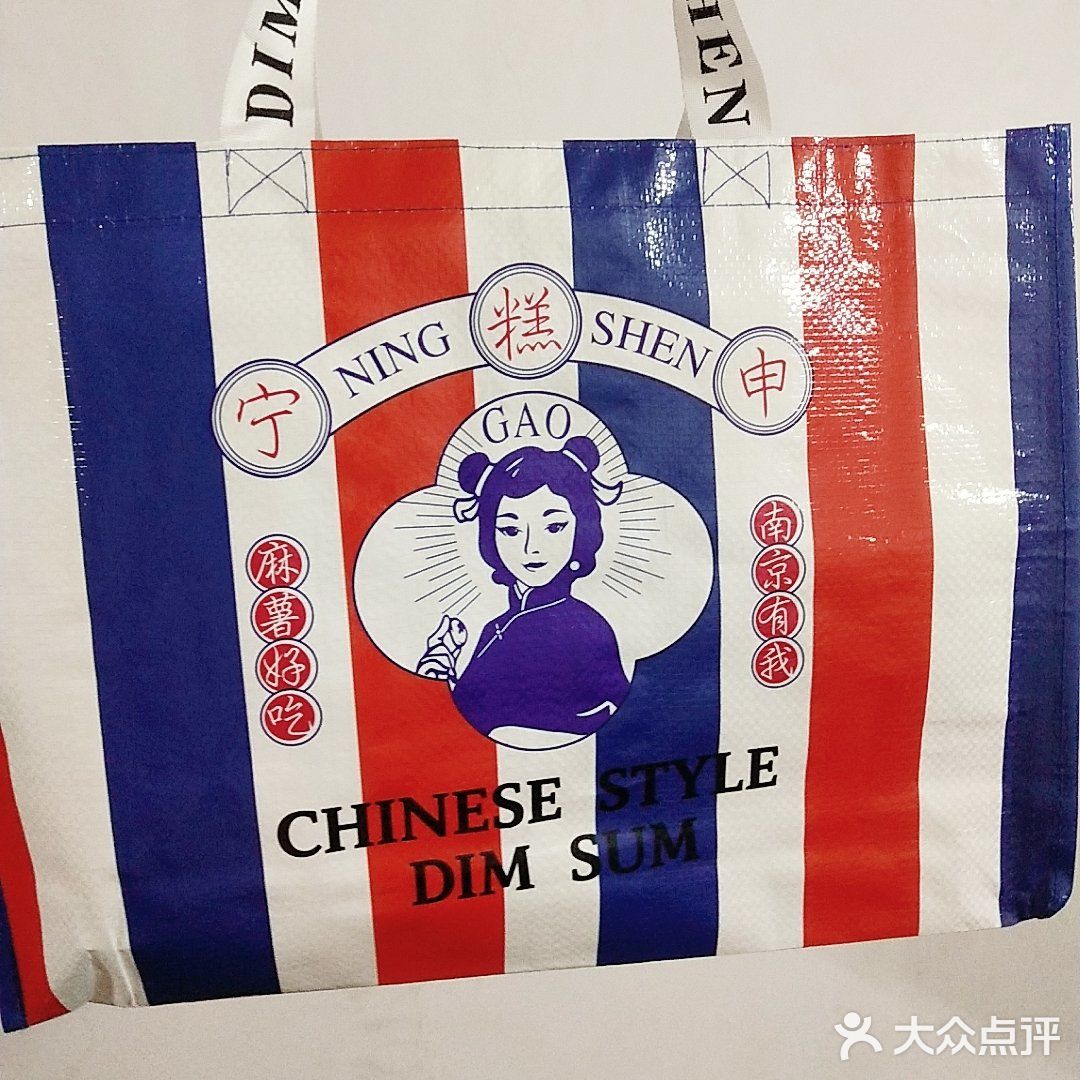 DIM
HEN
宁 NING 糕 SHEN 申
GAO
麻薯好吃
南京有我
CHINESE STYLE
DIM SUM
大众点评